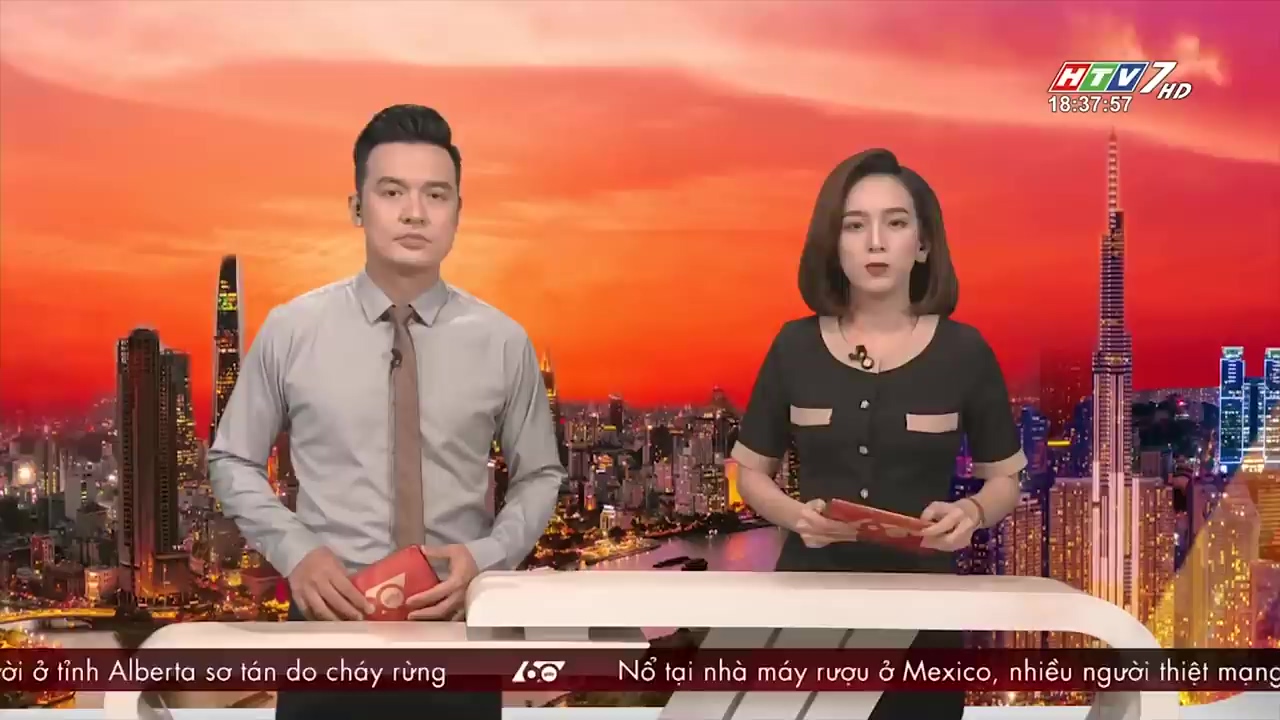 HTV7 HD
18:37:57
ời ở tỉnh Alberta sơ tán do cháy rừng
60
Nổ tại nhà máy rượu ở Mexico, nhiều người thiệt mạng